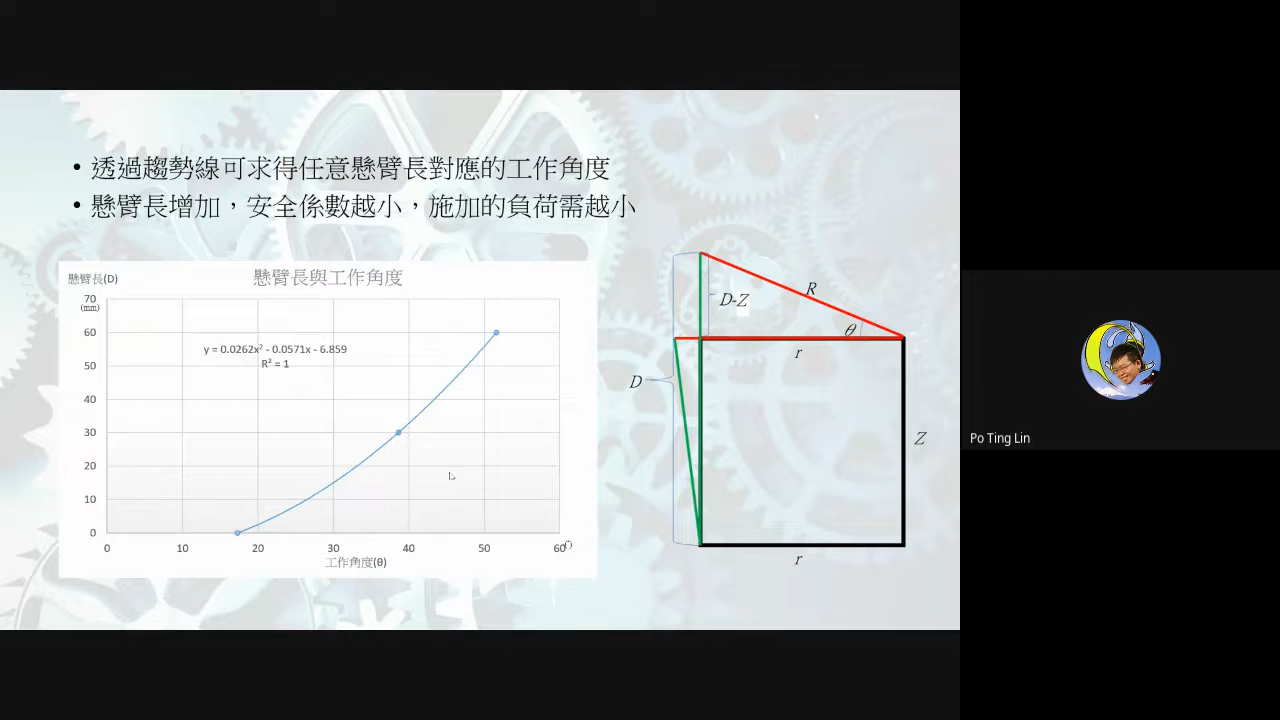 • 透過趨勢線可求得任意懸臂長對應的工作角度
• 懸臂長增加，安全係數越小，施加的負荷需越小
懸臂長(D)
懸臂長與工作角度
70
(mm)
60
50
40
30
20
10
0
y = 0.0262x² - 0.0571x - 6.859
R² = 1
0 10 20 30 40 50 60
工作角度(θ)
D-Z
R
θ
r
D
Z
r
Po Ting Lin